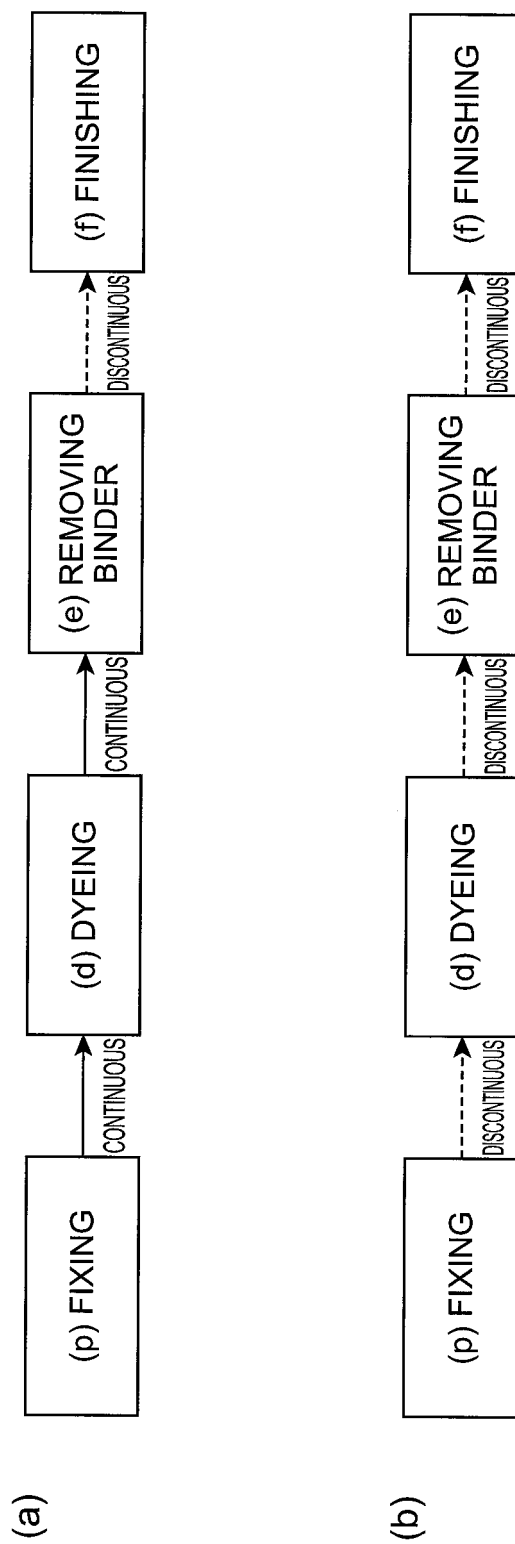 (a)
(p) FIXING
CONTINUOUS
(d) DYEING
CONTINUOUS
(e) REMOVING
BINDER
DISCONTINUOUS
(f) FINISHING
(b)
(p) FIXING
DISCONTINUOUS
(d) DYEING
DISCONTINUOUS
(e) REMOVING
BINDER
DISCONTINUOUS
(f) FINISHING